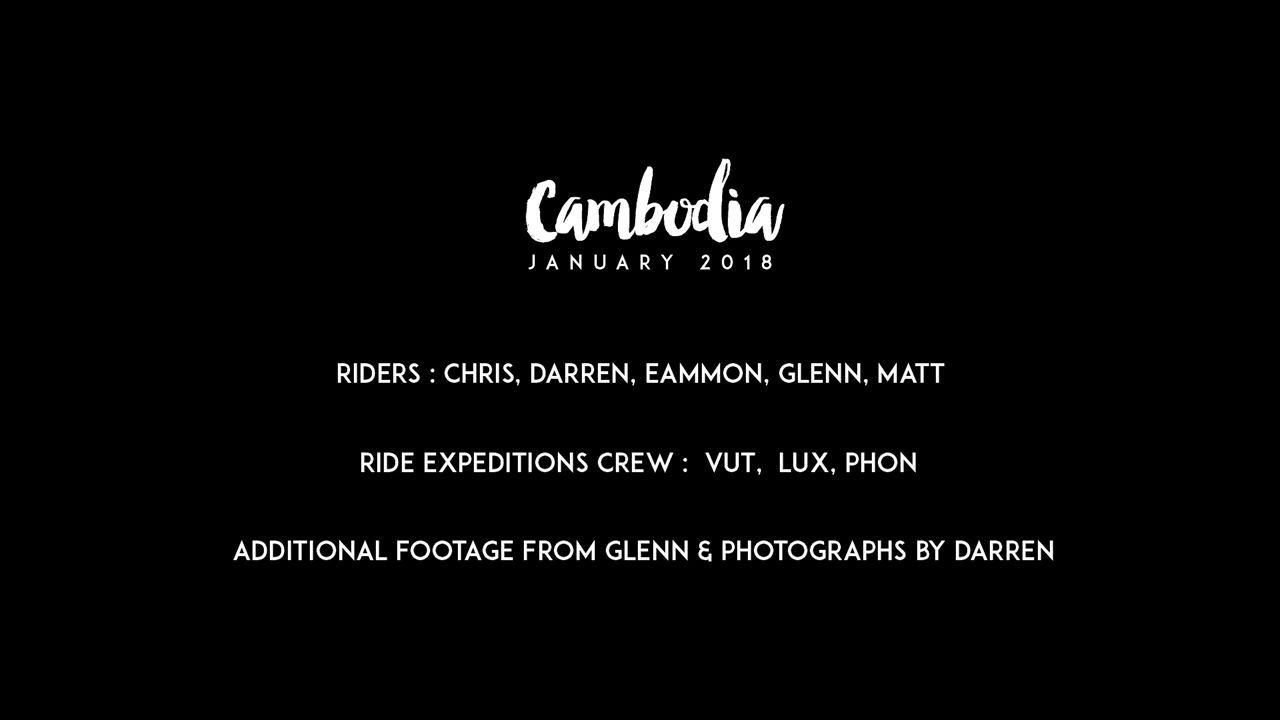 Cambodia
JANUARY 2018
RIDERS : CHRIS, DARREN, EAMMON, GLENN, MATT
RIDE EXPEDITIONS CREW : VUT, LUX, PHON
ADDITIONAL FOOTAGE FROM GLENN & PHOTOGRAPHS BY DARREN